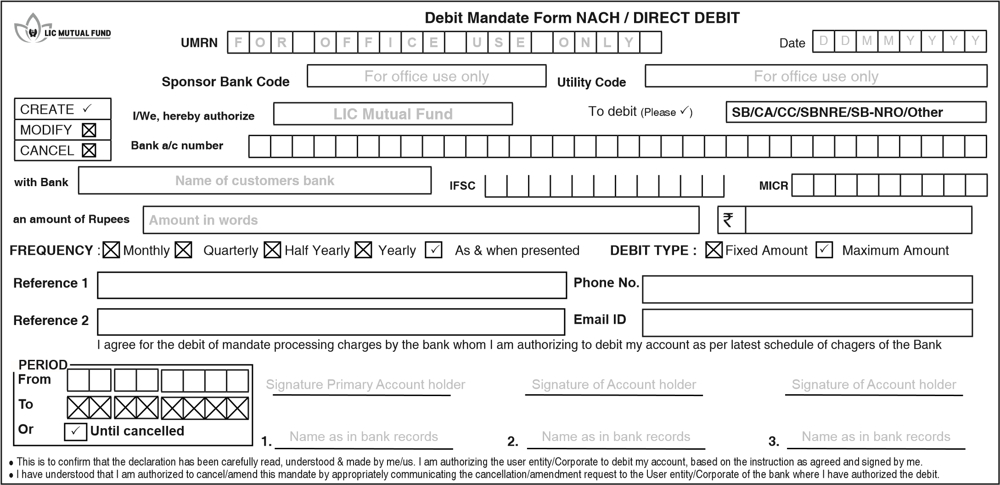 Debit Mandate Form NACH / DIRECT DEBIT
LIC MUTUAL FUND
UMRN FOR OFFICE USE ONLY Date DDMMYYYY
Sponsor Bank Code For office use only Utility Code For office use only
CREATE ✓
MODIFY ☒
CANCEL ☒
I/We, hereby authorize LIC Mutual Fund To debit (Please ✓) SB/CA/CC/SBNRE/SB-NRO/Other
Bank a/c number
with Bank Name of customers bank IFSC MICR
an amount of Rupees Amount in words ₹
FREQUENCY : ☒ Monthly ☒ Quarterly ☒ Half Yearly ☒ Yearly ✓ As & when presented DEBIT TYPE : ☒ Fixed Amount ✓ Maximum Amount
Reference 1 Phone No.
Reference 2 Email ID
I agree for the debit of mandate processing charges by the bank whom I am authorizing to debit my account as per latest schedule of chagers of the Bank
PERIOD
From
To
Or ✓ Until cancelled
Signature Primary Account holder Signature of Account holder Signature of Account holder
1. Name as in bank records 2. Name as in bank records 3. Name as in bank records
• This is to confirm that the declaration has been carefully read, understood & made by me/us. I am authorizing the user entity/Corporate to debit my account, based on the instruction as agreed and signed by me.
• I have understood that I am authorized to cancel/amend this mandate by appropriately communicating the cancellation/amendment request to the User entity/Corporate of the bank where I have authorized the debit.